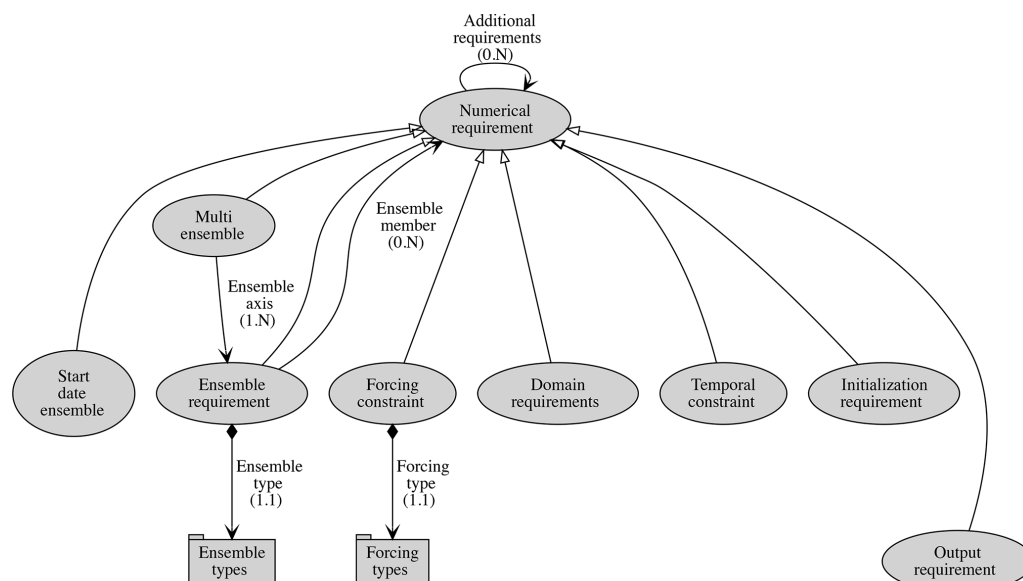 Additional
requirements
(0.N)
Numerical
requirement
Multi
ensemble
Ensemble
member
(0.N)
Ensemble
axis
(1.N)
Start
date
ensemble
Ensemble
requirement
Forcing
constraint
Domain
requirements
Temporal
constraint
Initialization
requirement
Ensemble
type
(1.1)
Forcing
type
(1.1)
Ensemble
types
Forcing
types
Output
requirement